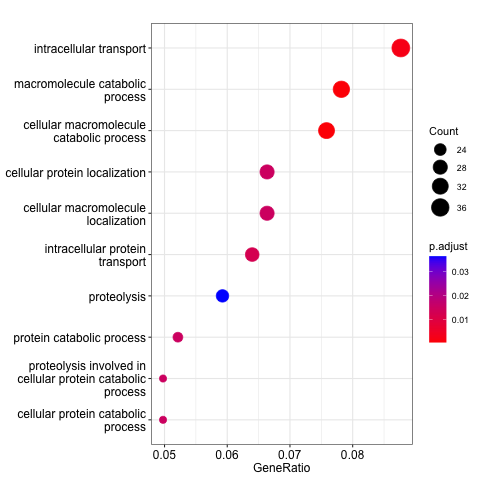 intracellular transport
macromolecule catabolic
process
cellular macromolecule
catabolic process
cellular protein localization
cellular macromolecule
localization
intracellular protein
transport
proteolysis
protein catabolic process
proteolysis involved in
cellular protein catabolic
process
cellular protein catabolic
process
0.05 0.06 0.07 0.08
GeneRatio
Count
24
28
32
36
p.adjust
0.03
0.02
0.01